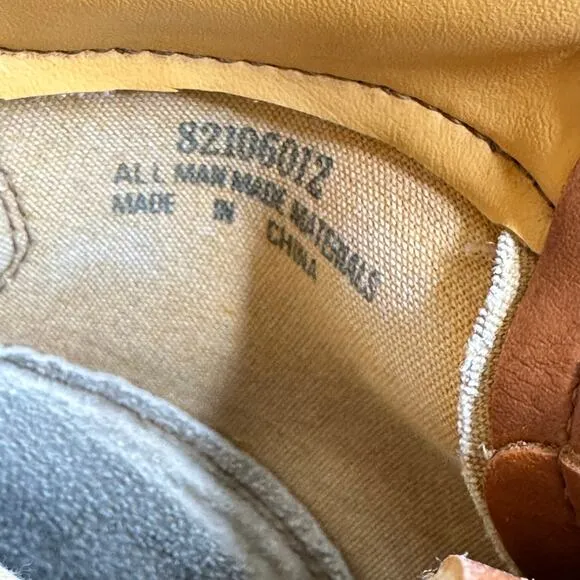 82106012
ALL MAN MADE MATERIALS
MADE IN CHINA